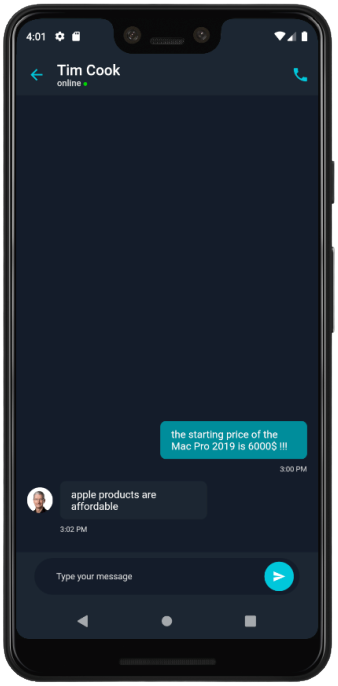 4:01
Tim Cook
online
the starting price of the
Mac Pro 2019 is 6000$ !!!
3:00 PM
apple products are
affordable
3:02 PM
Type your message